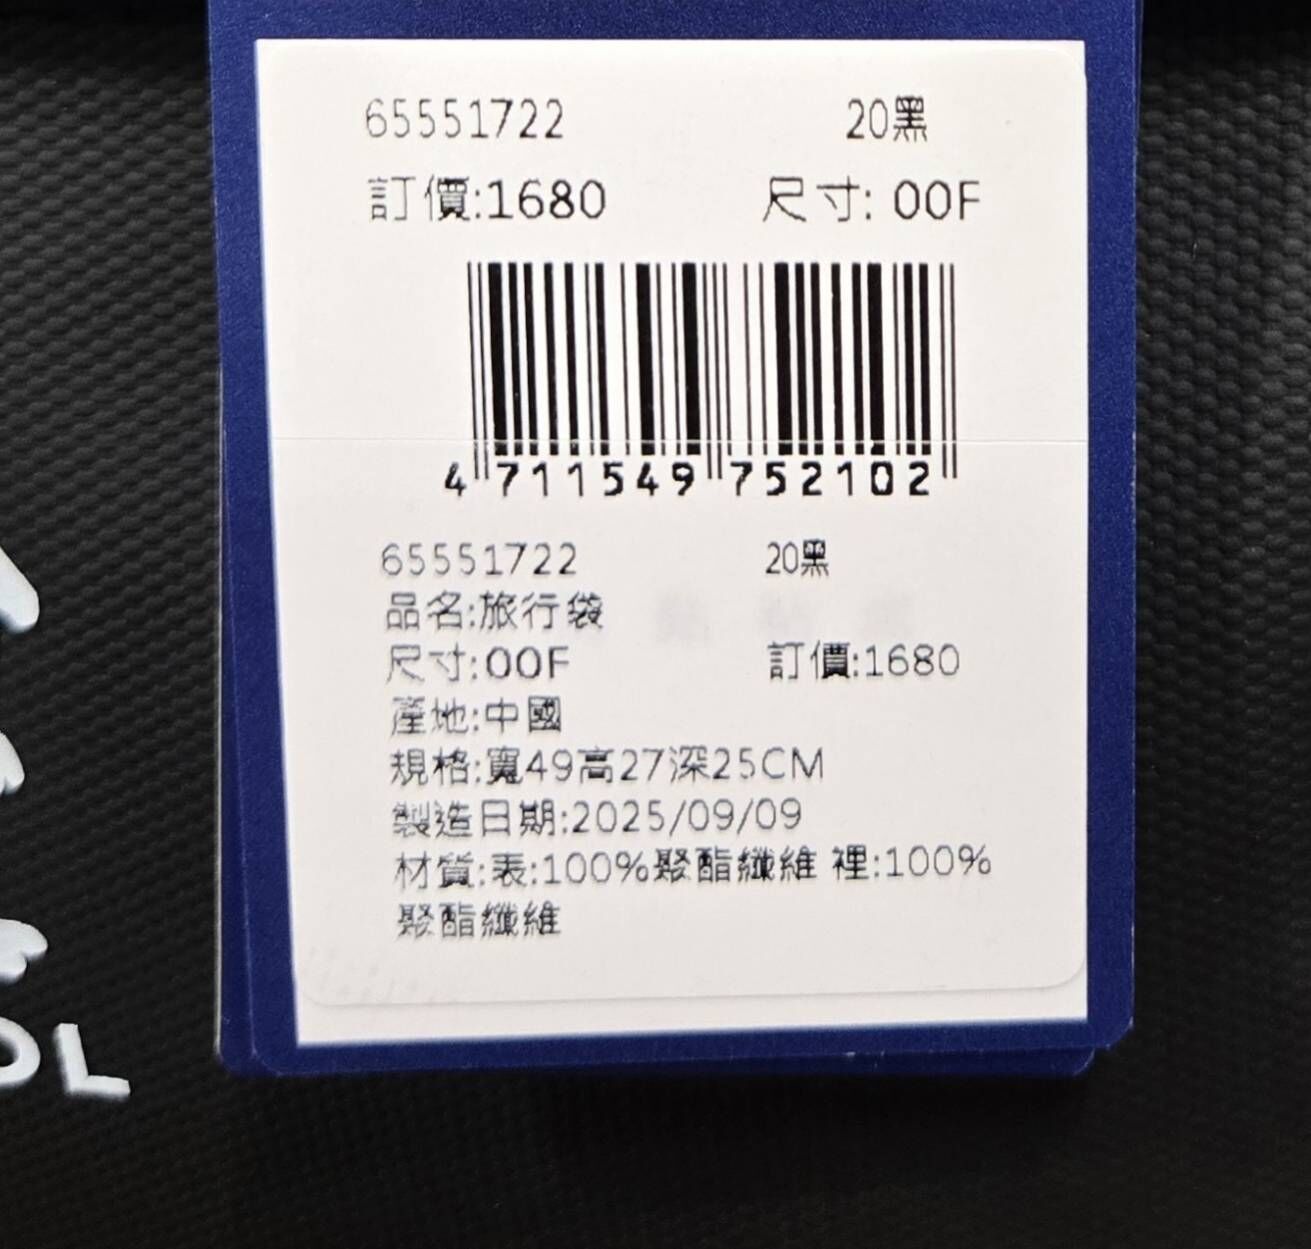 65551722 20黑
訂價:1680 尺寸: 00F
4 711549 752102
65551722 20黑
品名:旅行袋
尺寸:00F 訂價:1680
產地:中國
規格:寬49高27深25CM
製造日期:2025/09/09
材質:表:100%聚酯纖維 裡:100%
聚酯纖維
OL